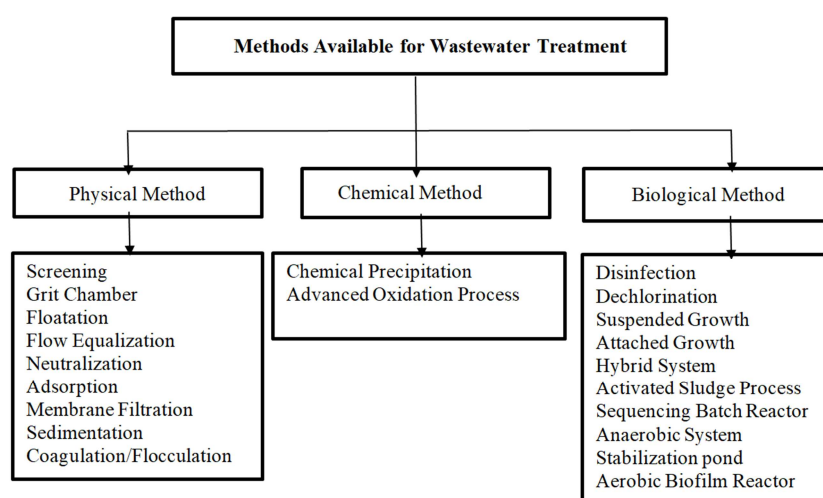 Methods Available for Wastewater Treatment
Physical Method
Chemical Method
Biological Method
Screening
Grit Chamber
Floatation
Flow Equalization
Neutralization
Adsorption
Membrane Filtration
Sedimentation
Coagulation/Flocculation
Chemical Precipitation
Advanced Oxidation Process
Disinfection
Dechlorination
Suspended Growth
Attached Growth
Hybrid System
Activated Sludge Process
Sequencing Batch Reactor
Anaerobic System
Stabilization pond
Aerobic Biofilm Reactor